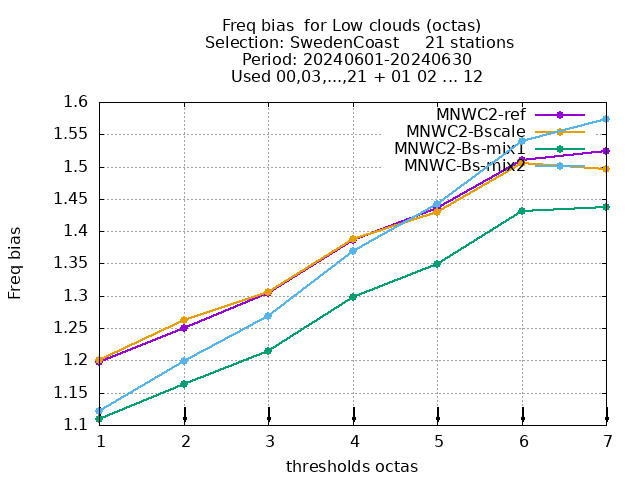 Freq bias  for Low clouds (octas)
Selection: SwedenCoast     21 stations
Period: 20240601-20240630
Used 00,03,...,21 + 01 02 ... 12
MNWC2-ref
MNWC2-Bscale
MNWC2-Bs-mix1
MNWC-Bs-mix2
Freq bias
1.6
1.55
1.5
1.45
1.4
1.35
1.3
1.25
1.2
1.15
1.1
1 2 3 4 5 6 7
thresholds octas